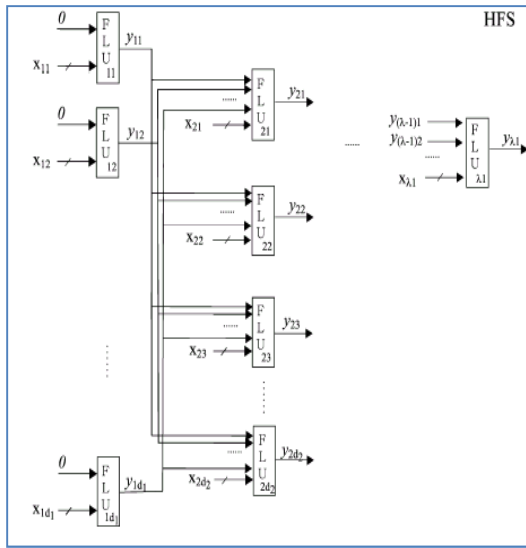 HFS
0
x11
F L U 11
y11
0
x12
F L U 12
y12
0
x1d1
F L U 1d1
y1d1
......
x21
F L U 21
y21
......
x22
F L U 22
y22
......
x23
F L U 23
y23
......
x2d2
F L U 2d2
y2d2
......
y(λ-1)1
y(λ-1)2
......
xλ1
F L U λ1
yλ1